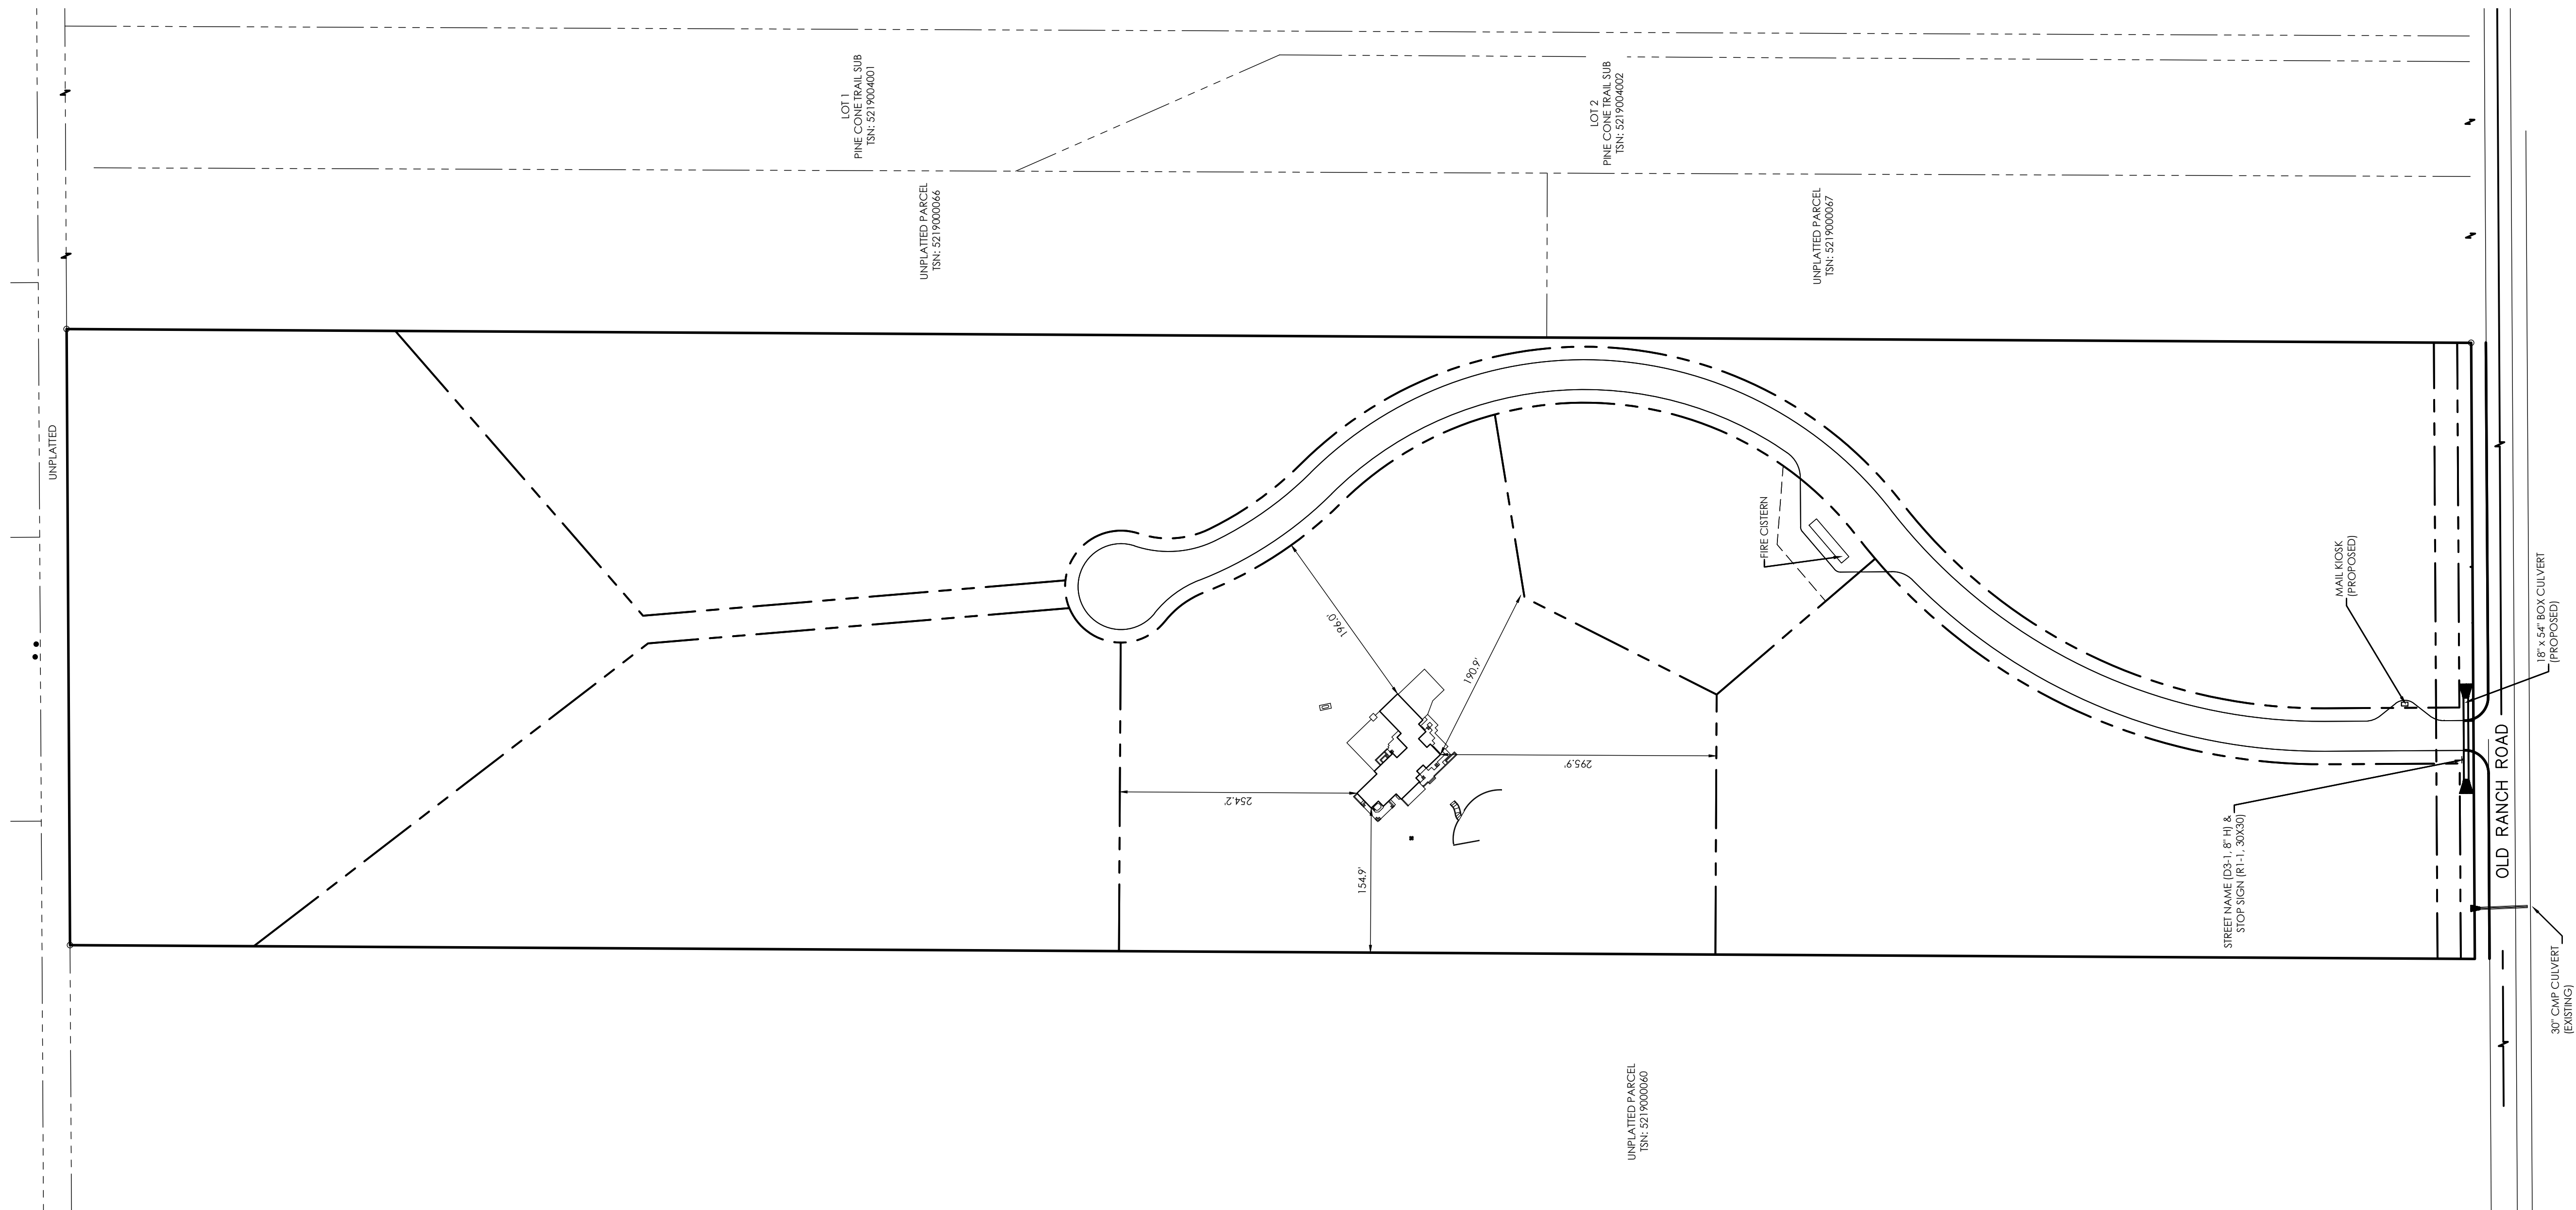 LOT 1
PINE CONE TRAIL SUB
TSN: 5219004001
LOT 2
PINE CONE TRAIL SUB
TSN: 5219004002
UNPLATTED PARCEL
TSN: 5219000066
UNPLATTED PARCEL
TSN: 5219000067
UNPLATTED
FIRE CISTERN
MAIL KIOSK
(PROPOSED)
18" x 54" BOX CULVERT
(PROPOSED)
196.0'
190.9'
295.9'
254.2'
154.9'
STREET NAME (D3-1, 8" H) &
STOP SIGN (R1-1, 30X30)
OLD RANCH ROAD
30" CMP CULVERT
(EXISTING)
UNPLATTED PARCEL
TSN: 5219000060